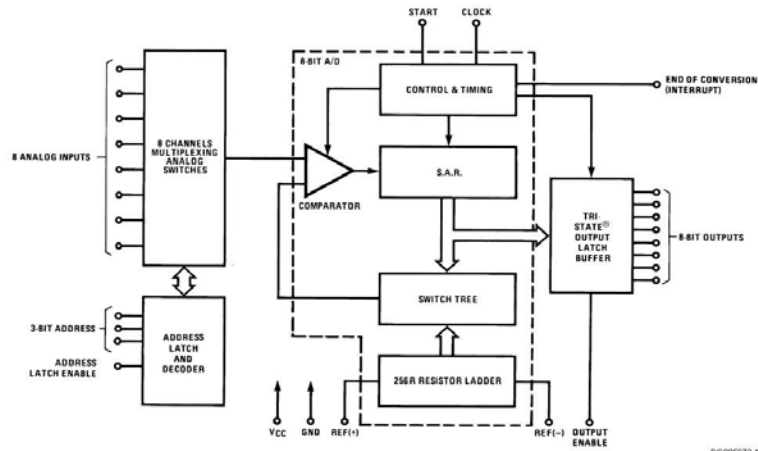 START
CLOCK
8-BIT A/D
CONTROL & TIMING
END OF CONVERSION
(INTERRUPT)
8 ANALOG INPUTS
8 CHANNELS
MULTIPLEXING
ANALOG
SWITCHES
S.A.R.
COMPARATOR
TRI-
STATE®
OUTPUT
LATCH
BUFFER
8-BIT OUTPUTS
SWITCH TREE
3-BIT ADDRESS
ADDRESS
LATCH ENABLE
ADDRESS
LATCH
AND
DECODER
256R RESISTOR LADDER
VCC
GND
REF(+)
REF(−)
OUTPUT
ENABLE